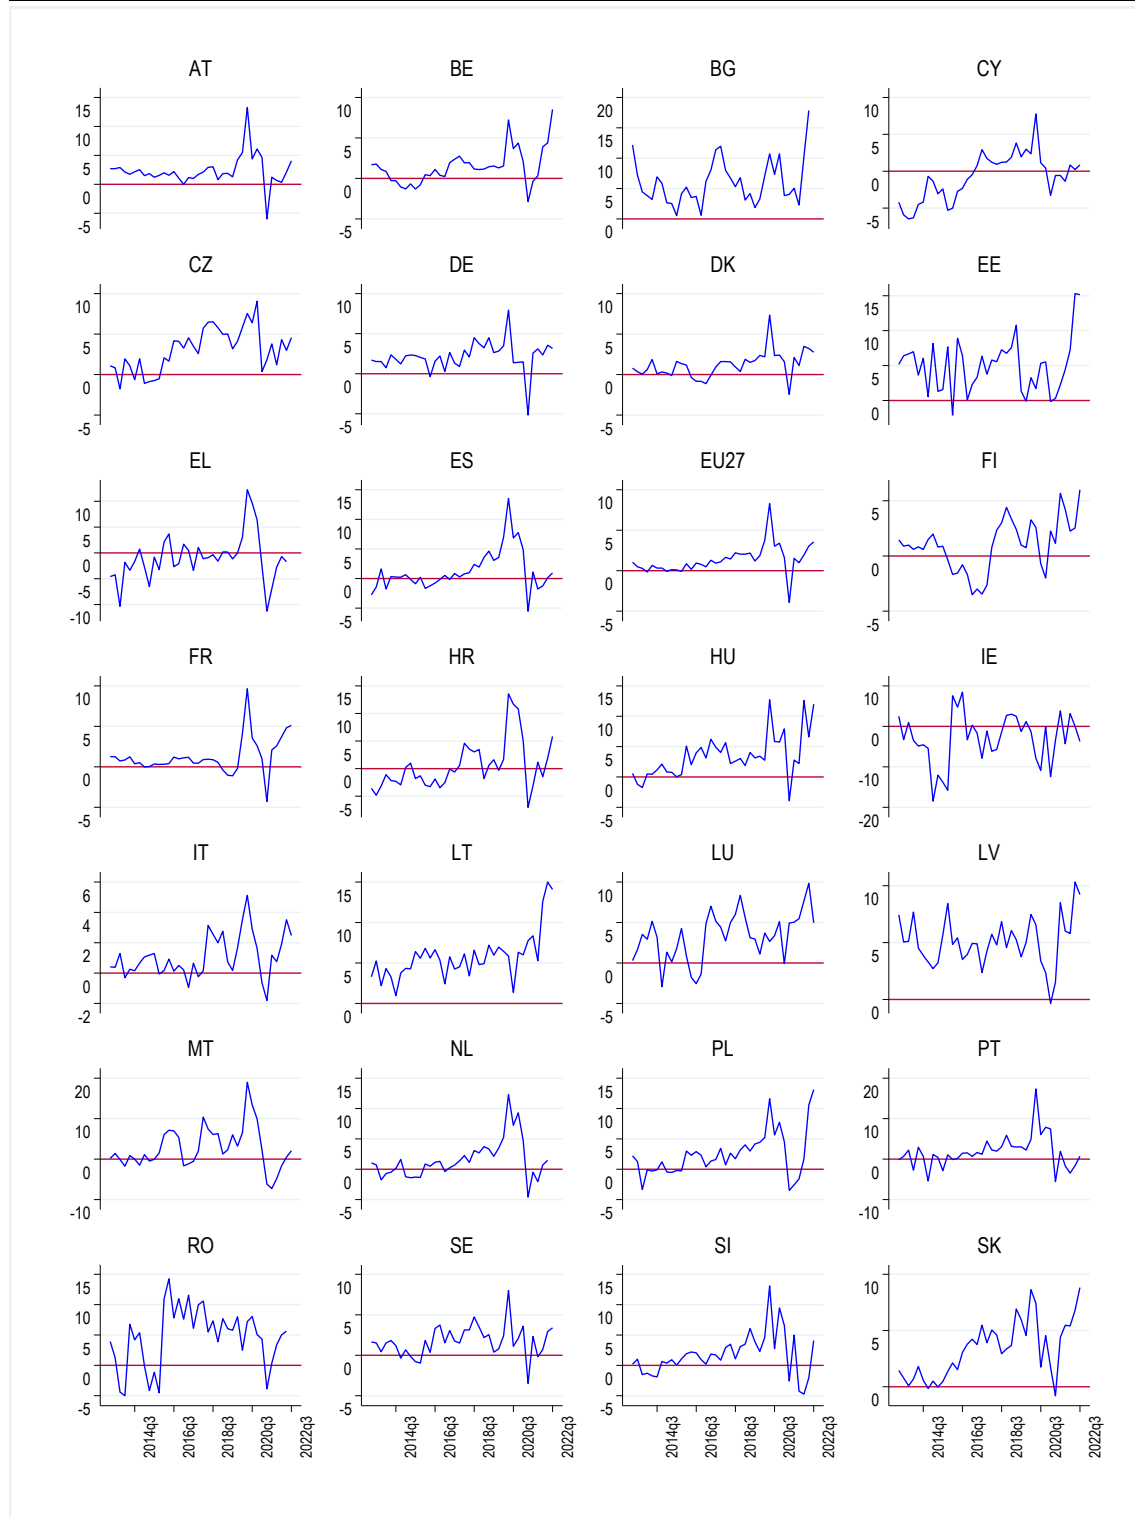 AT BE BG CY
15 10 20 10
10 5 15 5
5 0 10 0
0 -5 5 -5
-5 0
CZ DE DK EE
10 10 10 15
5 5 5 10
0 0 0 5
-5 -5 -5 0
EL ES EU27 FI
10 15 10 5
5 10 5 0
0 5 0 -5
-5 0 -5
-10 -5
FR HR HU IE
10 15 15 10
5 10 10 0
0 5 5 -10
-5 0 0 -20
-5 -5
IT LT LU LV
6 15 10 10
4 10 5 5
2 5 0 0
0 0 -5
-2
MT NL PL PT
20 15 15 20
10 10 10 10
0 5 5 0
-10 0 0 -10
-5 -5
RO SE SI SK
15 10 15 10
10 5 10 5
5 0 5 0
0 -5 0
-5 -5
2014q3 2016q3 2018q3 2020q3 2022q3 2014q3 2016q3 2018q3 2020q3 2022q3 2014q3 2016q3 2018q3 2020q3 2022q3 2014q3 2016q3 2018q3 2020q3 2022q3